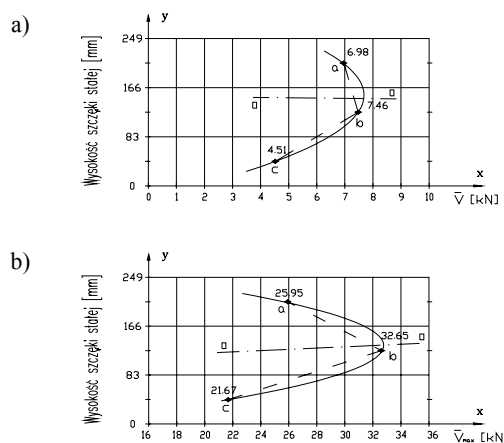 a)
y
Wysokość szczęki stałej [mm]
249
166
83
0
6.98
a
7.46
b
4.51
C
x
0 1 2 3 4 5 6 7 8 9 10
V̅ [kN]
b)
y
Wysokość szczęki stałej [mm]
249
166
83
0
25.95
a
32.65
b
21.67
C
x
16 18 20 22 24 26 28 30 32 34 36
V̅max [kN]